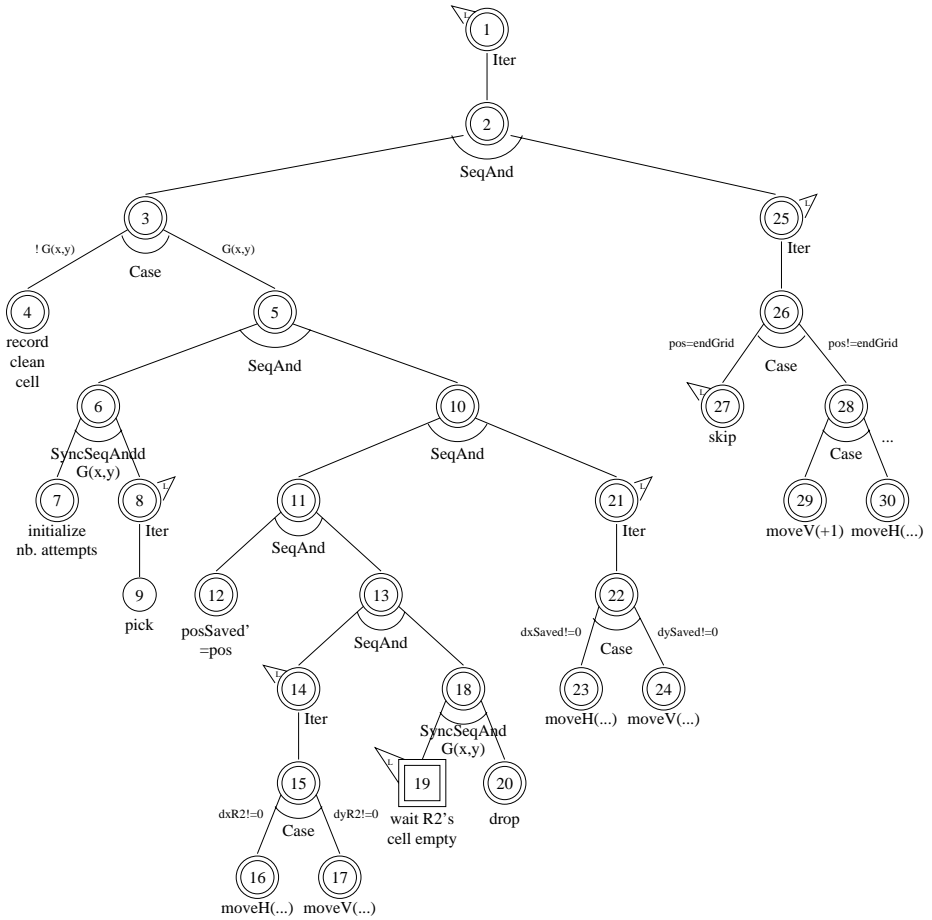 L
1
Iter
2
SeqAnd
3
25
L
Iter
! G(x,y)
G(x,y)
Case
4
record
clean
cell
5
SeqAnd
26
pos=endGrid
pos!=endGrid
Case
6
SyncSeqAndd
G(x,y)
10
SeqAnd
L
27
skip
28
Case
...
7
initialize
nb. attempts
8
L
Iter
11
SeqAnd
21
L
Iter
29
moveV(+1)
30
moveH(...)
9
pick
12
posSaved'
=pos
13
SeqAnd
22
dxSaved!=0
dySaved!=0
Case
L
14
Iter
18
SyncSeqAnd
G(x,y)
23
moveH(...)
24
moveV(...)
15
dxR2!=0
dyR2!=0
Case
L
19
wait R2's
cell empty
20
drop
16
moveH(...)
17
moveV(...)